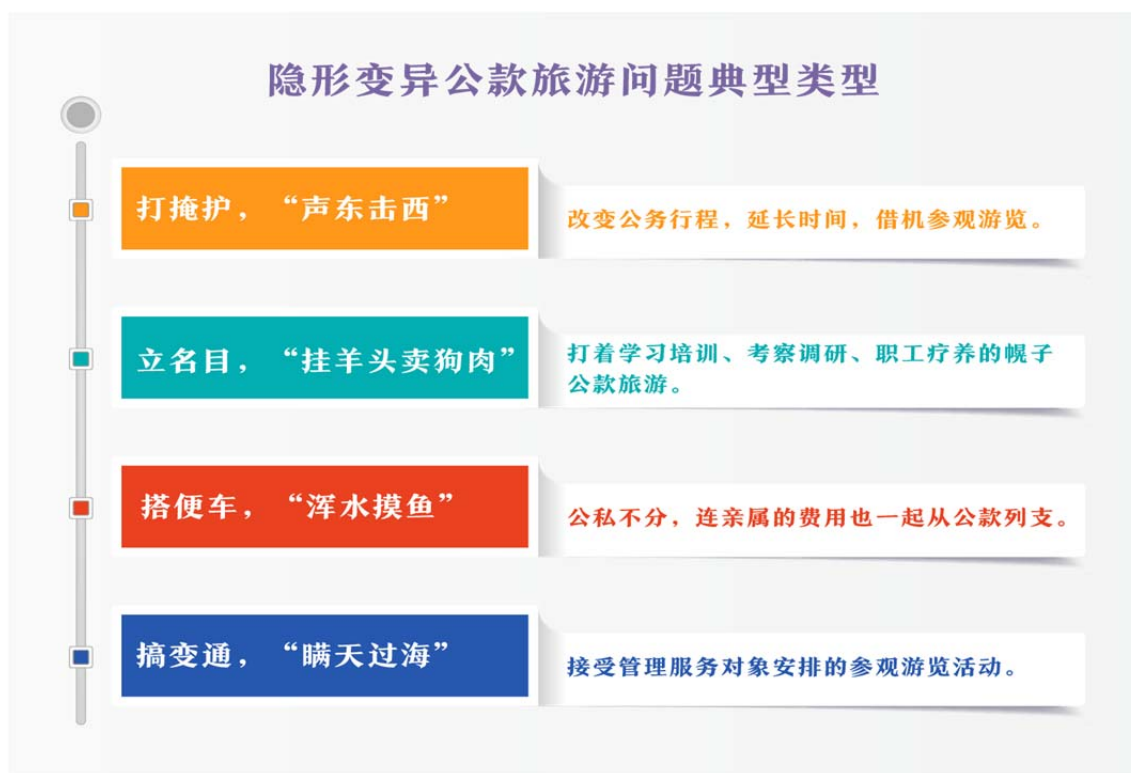 隐形变异公款旅游问题典型类型
打掩护，“声东击西”
改变公务行程，延长时间，借机参观游览。
立名目，“挂羊头卖狗肉”
打着学习培训、考察调研、职工疗养的幌子
公款旅游。
搭便车，“浑水摸鱼”
公私不分，连亲属的费用也一起从公款列支。
搞变通，“瞒天过海”
接受管理服务对象安排的参观游览活动。